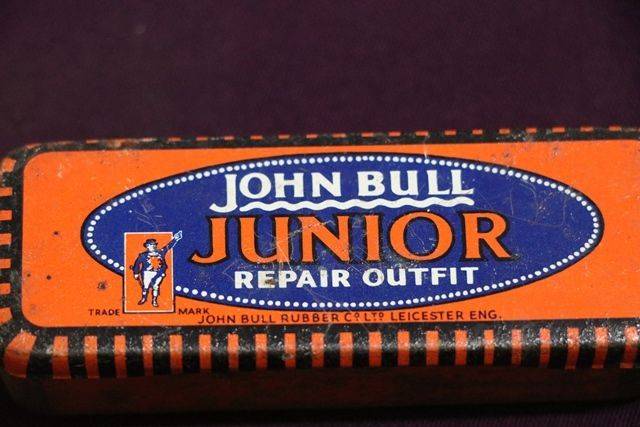 JOHN BULL
JUNIOR
REPAIR OUTFIT
TRADE MARK
JOHN BULL RUBBER Cº LTD LEICESTER ENG.